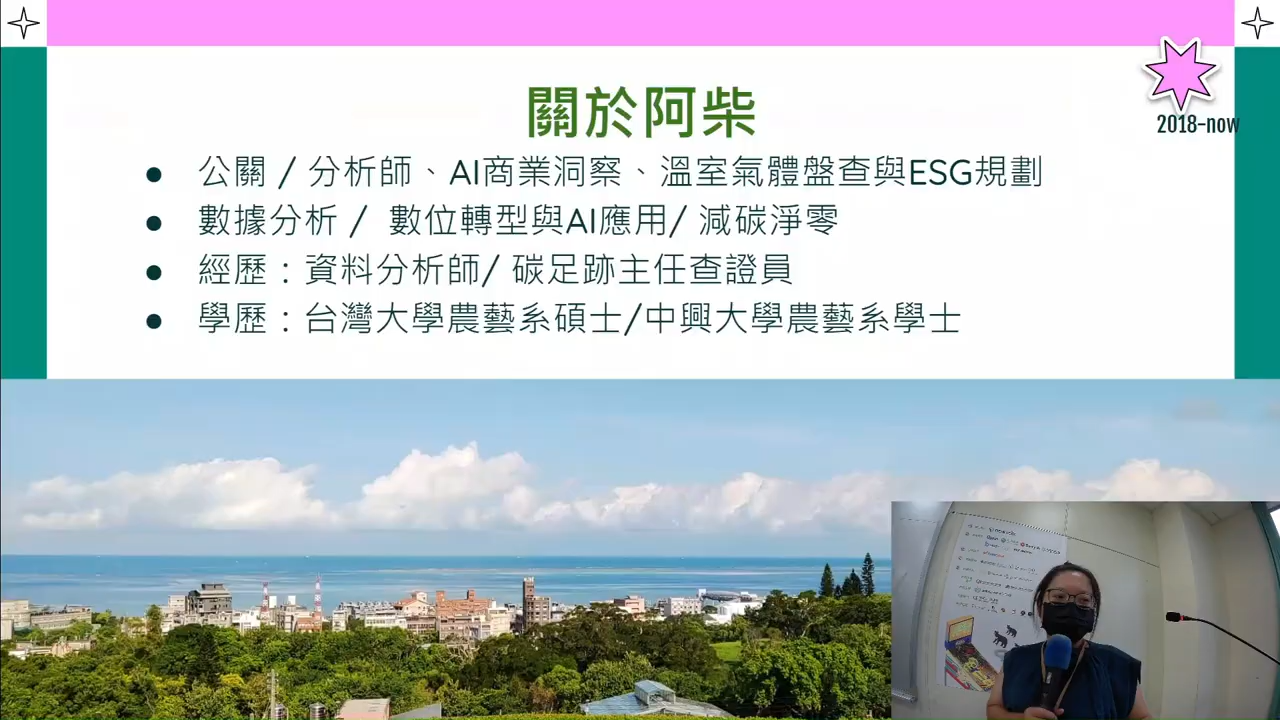 關於阿柴
2018-now
公關 / 分析師、AI商業洞察、溫室氣體盤查與ESG規劃
數據分析 / 數位轉型與AI應用/ 減碳淨零
經歷：資料分析師/ 碳足跡主任查證員
學歷：台灣大學農藝系碩士/中興大學農藝系學士